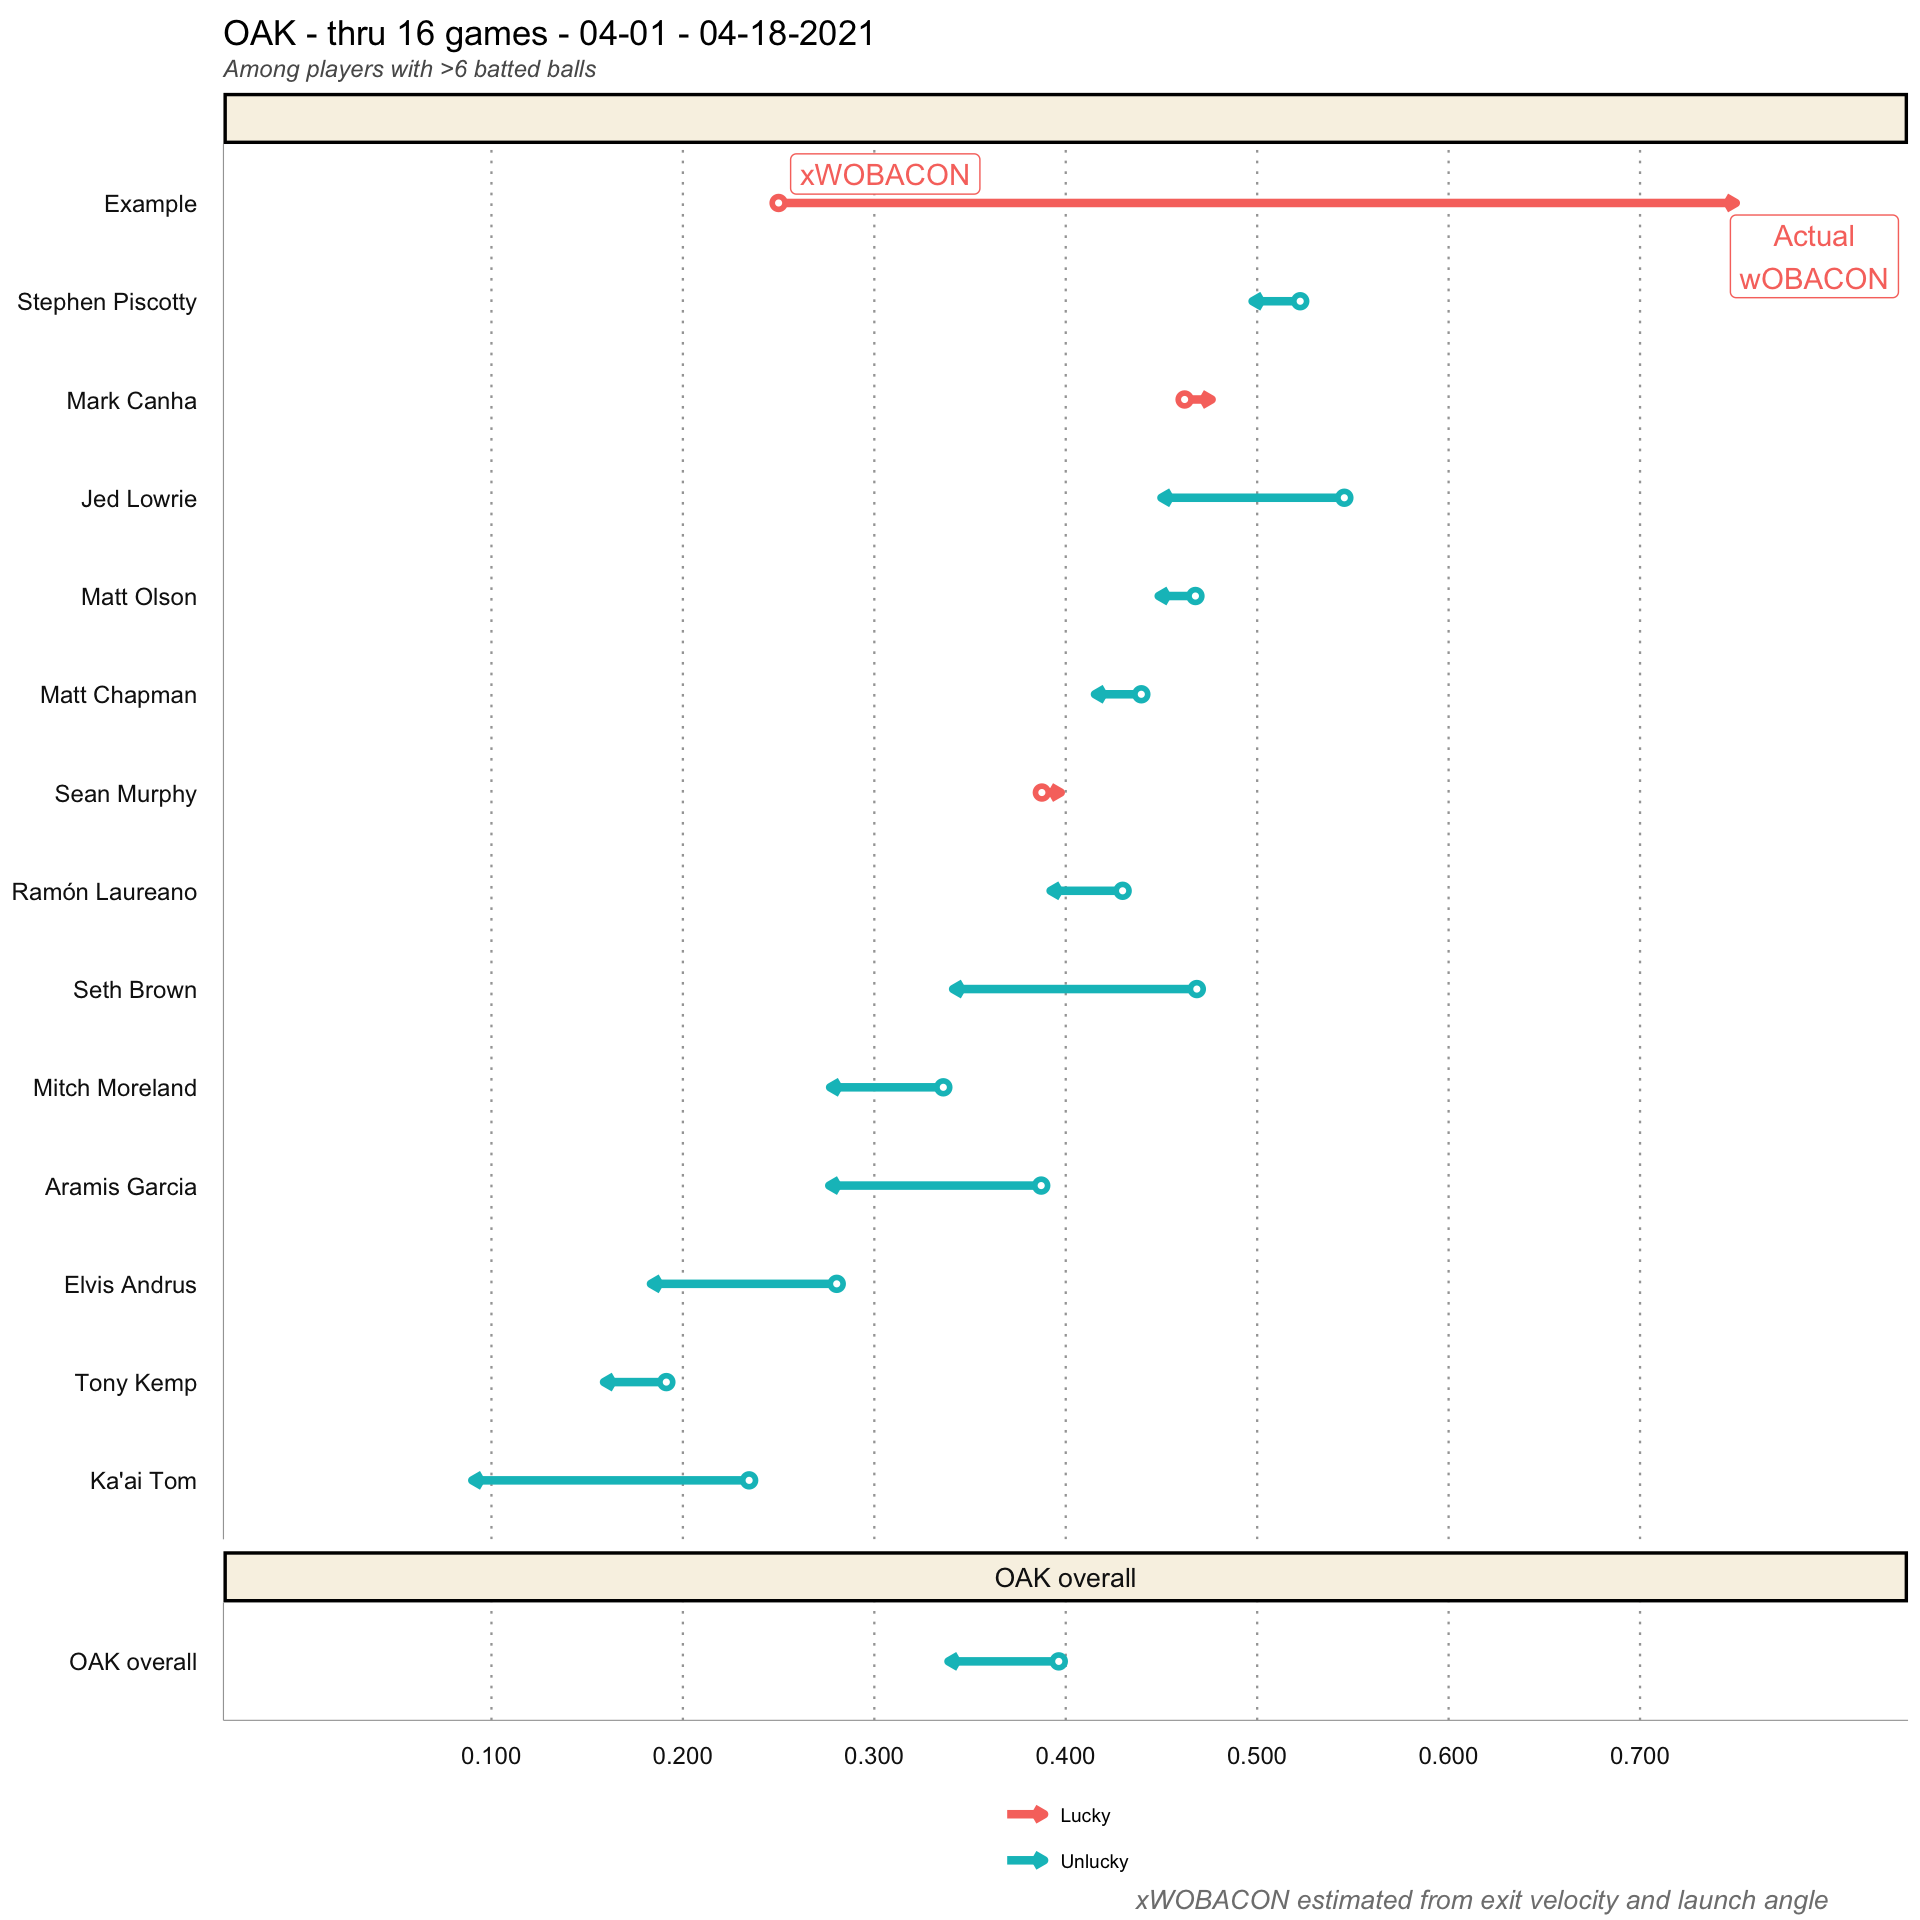 OAK - thru 16 games - 04-01 - 04-18-2021
Among players with >6 batted balls
xWOBACON
Example
Actual
wOBACON
Stephen Piscotty
Mark Canha
Jed Lowrie
Matt Olson
Matt Chapman
Sean Murphy
Ramón Laureano
Seth Brown
Mitch Moreland
Aramis Garcia
Elvis Andrus
Tony Kemp
Ka'ai Tom
OAK overall
OAK overall
0.100 0.200 0.300 0.400 0.500 0.600 0.700
Lucky
Unlucky
xWOBACON estimated from exit velocity and launch angle